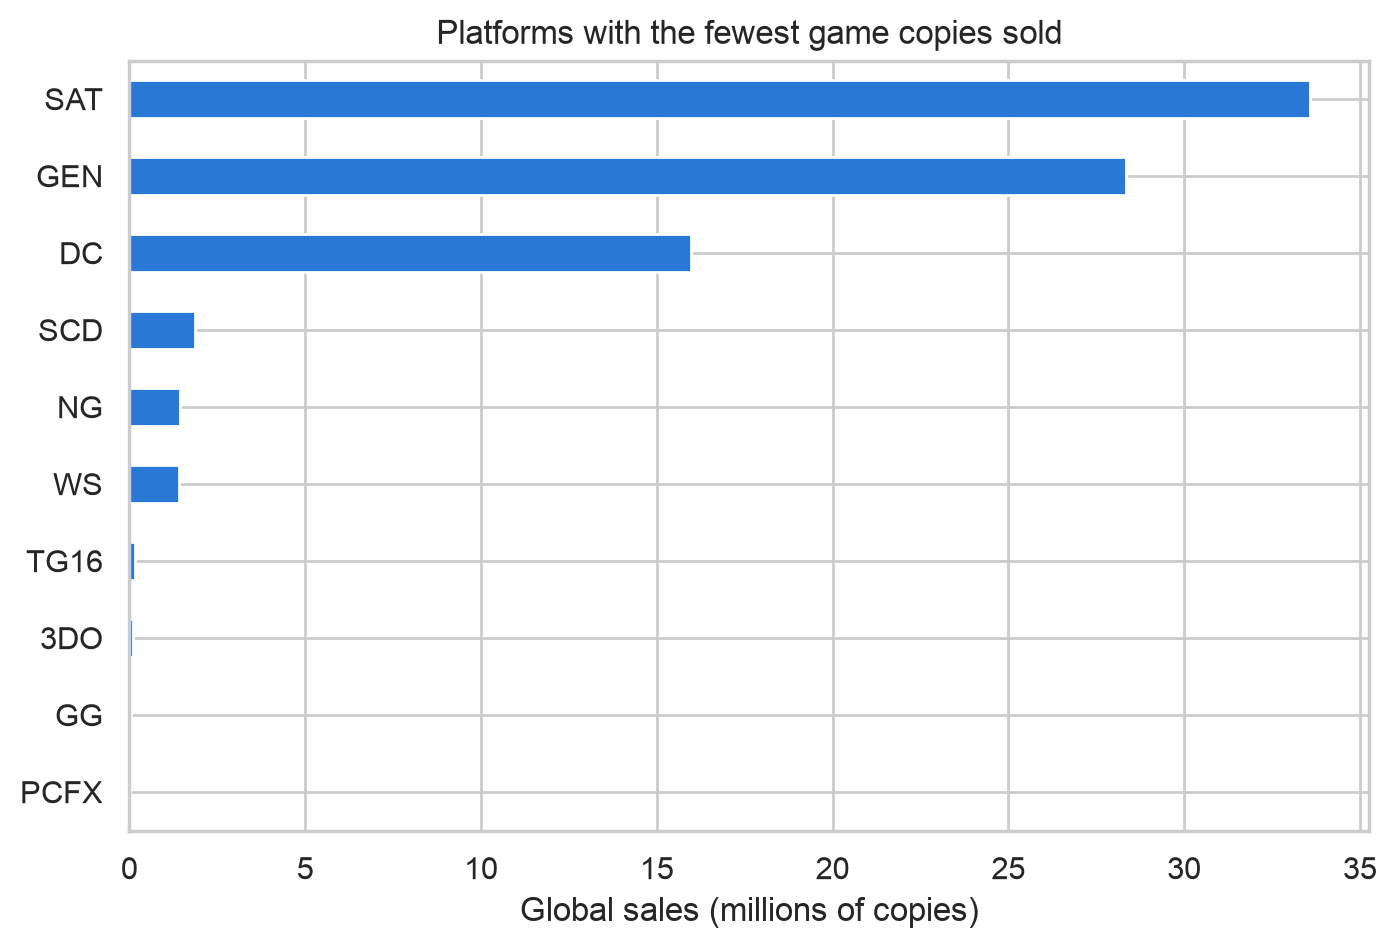 Platforms with the fewest game copies sold
SAT
GEN
DC
SCD
NG
WS
TG16
3DO
GG
PCFX
0 5 10 15 20 25 30 35
Global sales (millions of copies)